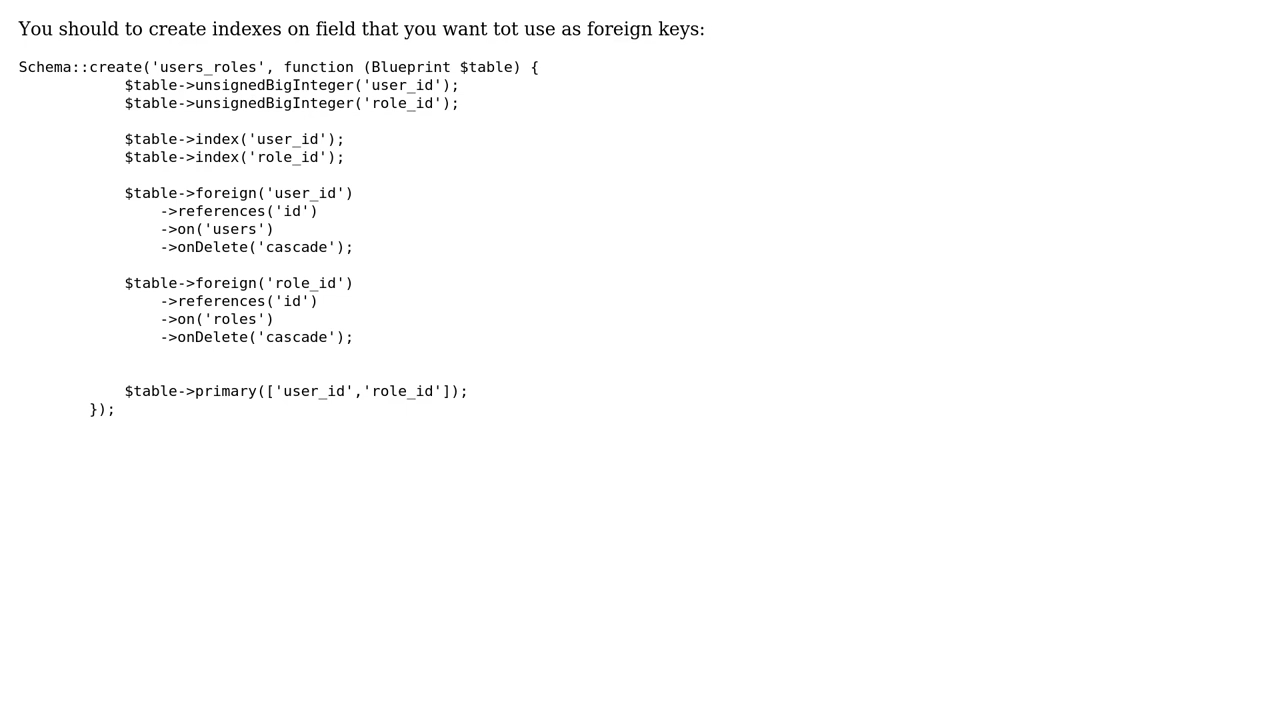 You should to create indexes on field that you want tot use as foreign keys:
Schema::create('users_roles', function (Blueprint $table) {
            $table->unsignedBigInteger('user_id');
            $table->unsignedBigInteger('role_id');

            $table->index('user_id');
            $table->index('role_id');

            $table->foreign('user_id')
                ->references('id')
                ->on('users')
                ->onDelete('cascade');

            $table->foreign('role_id')
                ->references('id')
                ->on('roles')
                ->onDelete('cascade');


            $table->primary(['user_id','role_id']);
        });